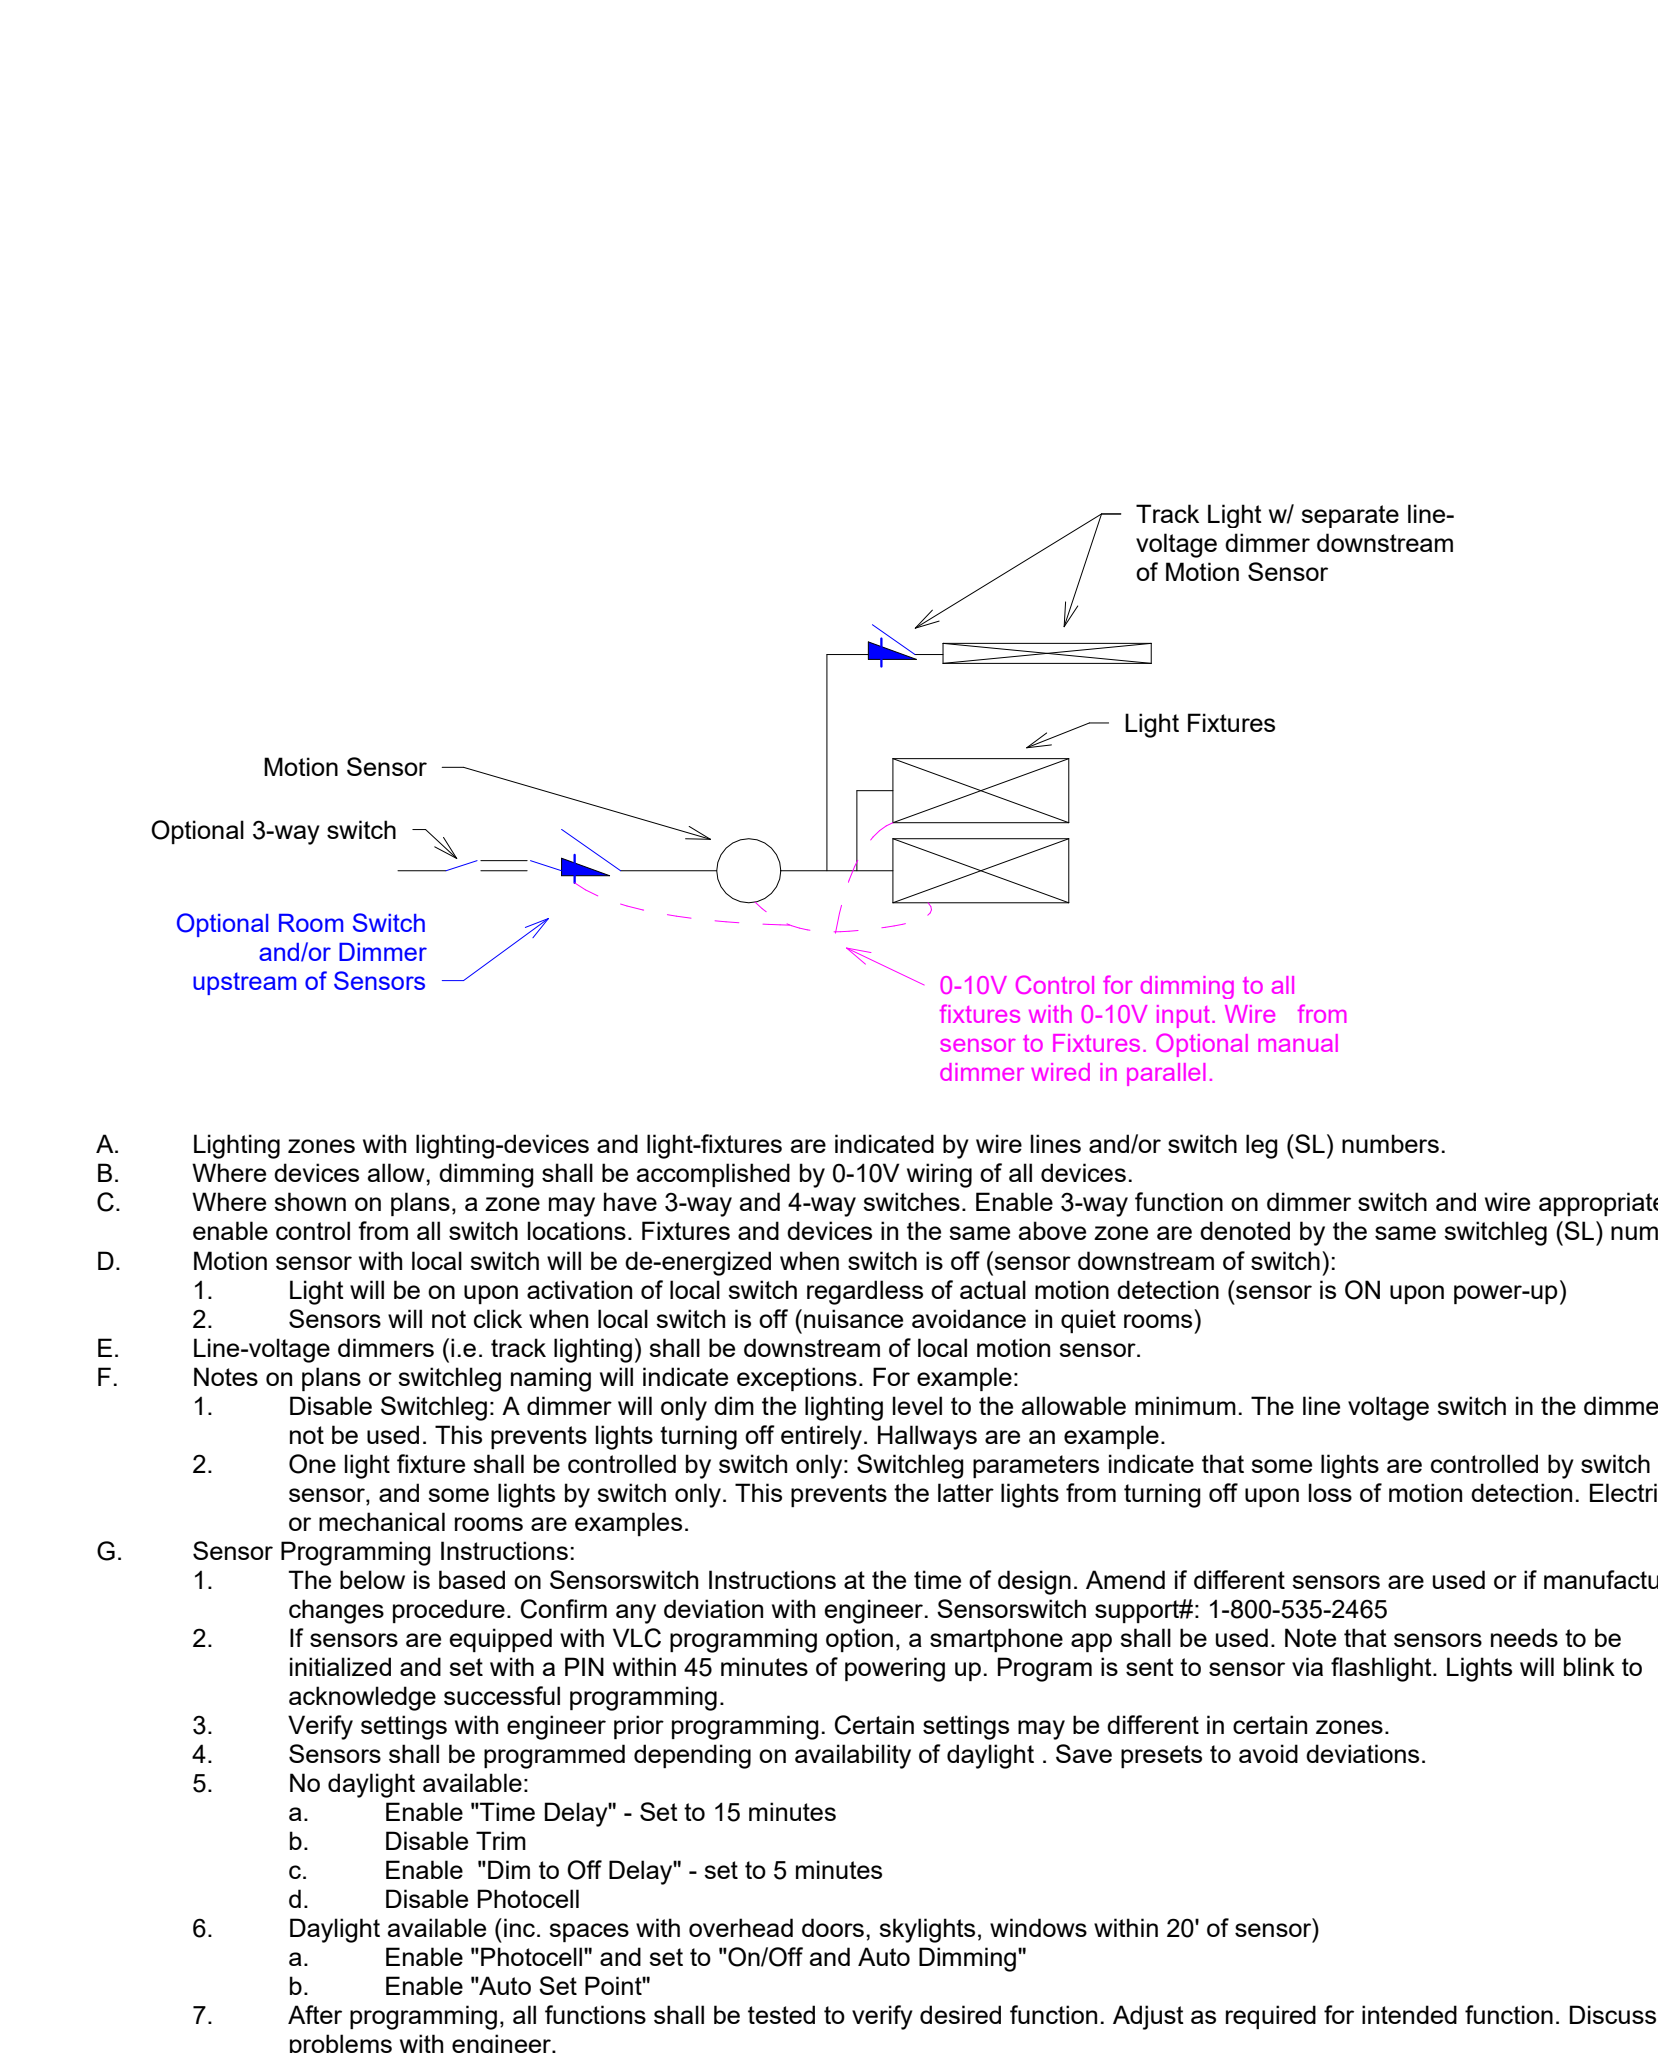 Track Light w/ separate line-
voltage dimmer downstream
of Motion Sensor
Light Fixtures
Motion Sensor
Optional 3-way switch
Optional Room Switch
and/or Dimmer
upstream of Sensors
0-10V Control for dimming to all
fixtures with 0-10V input. Wire from
sensor to Fixtures. Optional manual
dimmer wired in parallel.
A. Lighting zones with lighting-devices and light-fixtures are indicated by wire lines and/or switch leg (SL) numbers.
B. Where devices allow, dimming shall be accomplished by 0-10V wiring of all devices.
C. Where shown on plans, a zone may have 3-way and 4-way switches. Enable 3-way function on dimmer switch and wire appropriate
enable control from all switch locations. Fixtures and devices in the same above zone are denoted by the same switchleg (SL) num
D. Motion sensor with local switch will be de-energized when switch is off (sensor downstream of switch):
1. Light will be on upon activation of local switch regardless of actual motion detection (sensor is ON upon power-up)
2. Sensors will not click when local switch is off (nuisance avoidance in quiet rooms)
E. Line-voltage dimmers (i.e. track lighting) shall be downstream of local motion sensor.
F. Notes on plans or switchleg naming will indicate exceptions. For example:
1. Disable Switchleg: A dimmer will only dim the lighting level to the allowable minimum. The line voltage switch in the dimme
not be used. This prevents lights turning off entirely. Hallways are an example.
2. One light fixture shall be controlled by switch only: Switchleg parameters indicate that some lights are controlled by switch
sensor, and some lights by switch only. This prevents the latter lights from turning off upon loss of motion detection. Electri
or mechanical rooms are examples.
G. Sensor Programming Instructions:
1. The below is based on Sensorswitch Instructions at the time of design. Amend if different sensors are used or if manufactu
changes procedure. Confirm any deviation with engineer. Sensorswitch support#: 1-800-535-2465
2. If sensors are equipped with VLC programming option, a smartphone app shall be used. Note that sensors needs to be
initialized and set with a PIN within 45 minutes of powering up. Program is sent to sensor via flashlight. Lights will blink to
acknowledge successful programming.
3. Verify settings with engineer prior programming. Certain settings may be different in certain zones.
4. Sensors shall be programmed depending on availability of daylight . Save presets to avoid deviations.
5. No daylight available:
a. Enable "Time Delay" - Set to 15 minutes
b. Disable Trim
c. Enable "Dim to Off Delay" - set to 5 minutes
d. Disable Photocell
6. Daylight available (inc. spaces with overhead doors, skylights, windows within 20' of sensor)
a. Enable "Photocell" and set to "On/Off and Auto Dimming"
b. Enable "Auto Set Point"
7. After programming, all functions shall be tested to verify desired function. Adjust as required for intended function. Discuss
problems with engineer.